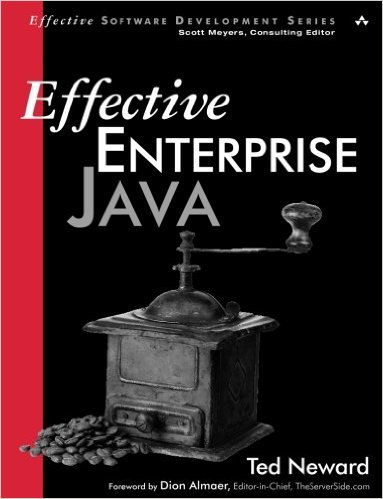 Effective Software Development Series
Scott Meyers, Consulting Editor
Effective
ENTERPRISE
JAVA
Ted Neward
Foreword by Dion Almaer, Editor-in-Chief, TheServerSide.com